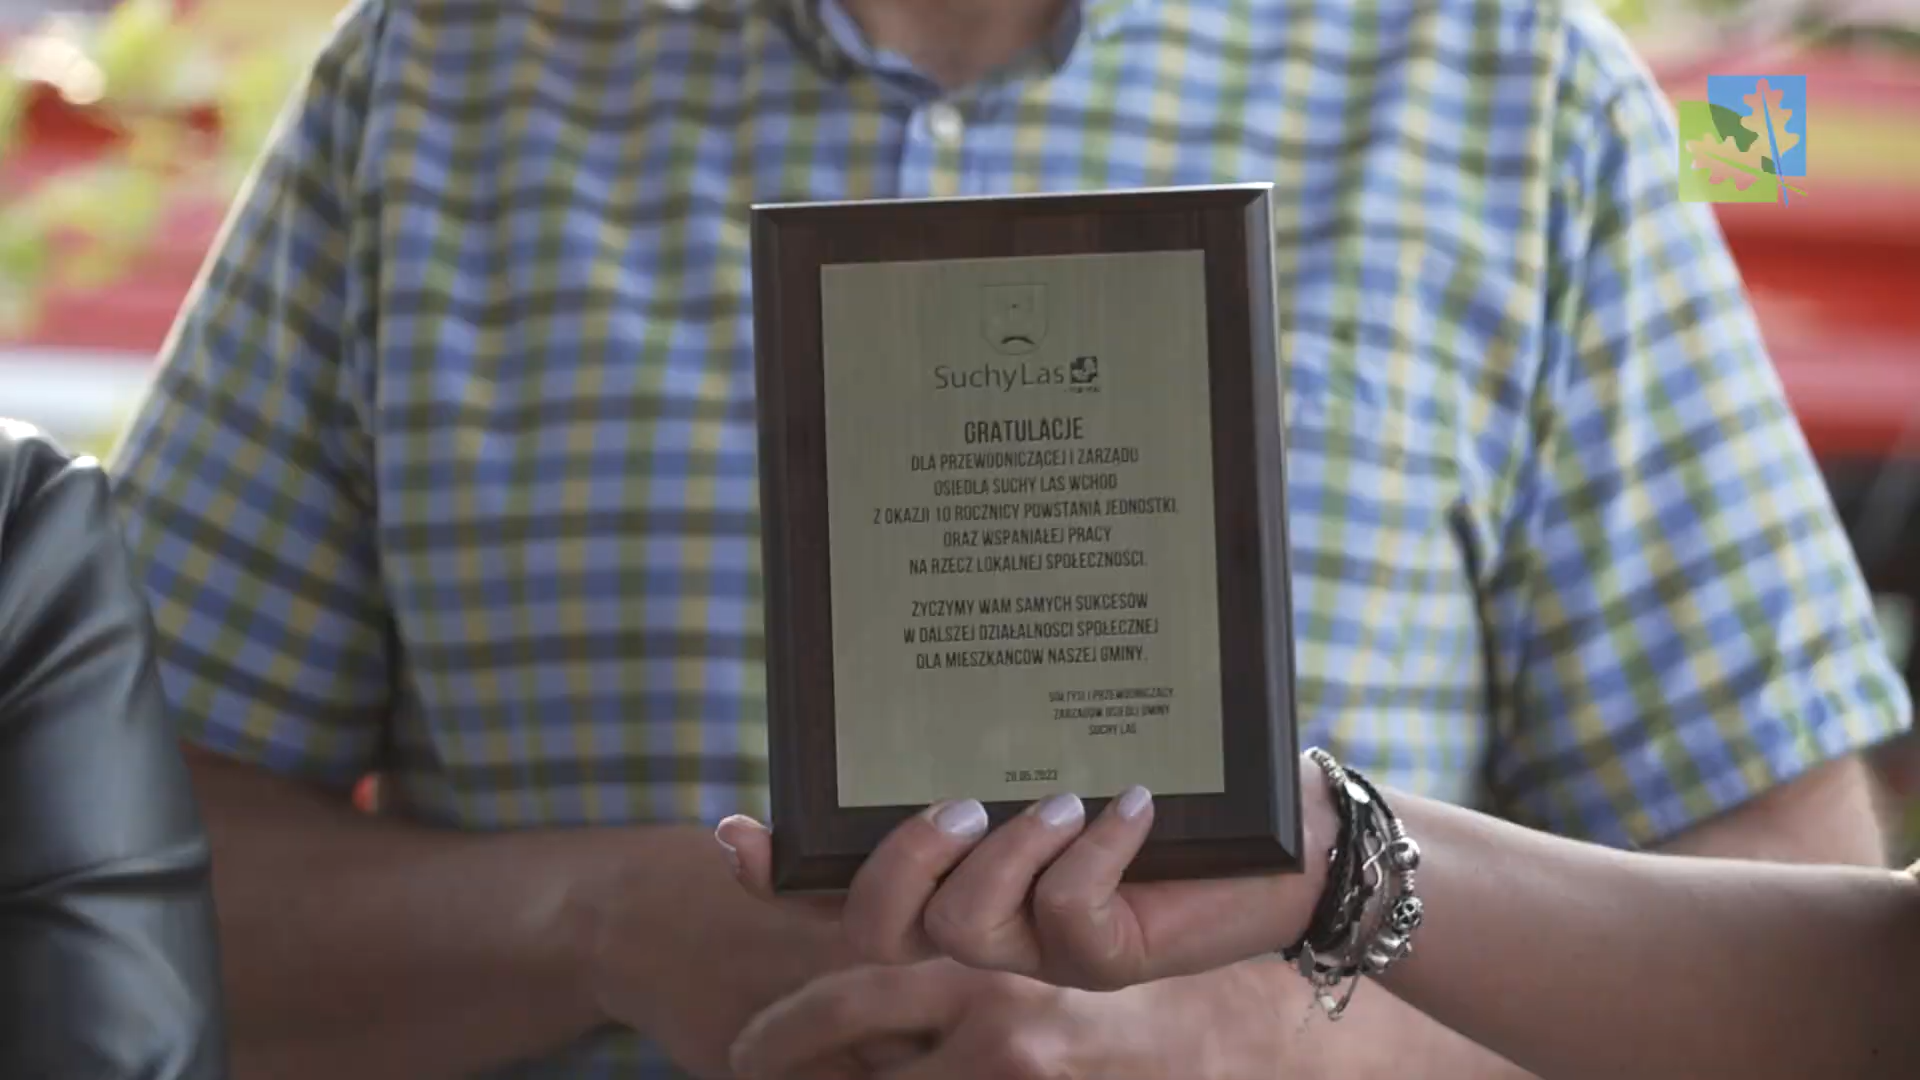 SuchyLas
GRATULACJE
DLA PRZEWODNICZĄCEJ I ZARZĄDU
OSIEDLA SUCHY LAS WCHÓD
Z OKAZJI 10 ROCZNICY POWSTANIA JEDNOSTKI,
ORAZ WSPANIAŁEJ PRACY
NA RZECZ LOKALNEJ SPOŁECZNOŚCI.
ŻYCZYMY WAM SAMYCH SUKCESÓW
W DALSZEJ DZIAŁALNOŚCI SPOŁECZNEJ
DLA MIESZKAŃCÓW NASZEJ GMINY.
SOŁTYSI I PRZEWODNICZĄCY
ZARZĄDÓW OSIEDLI GMINY
SUCHY LAS